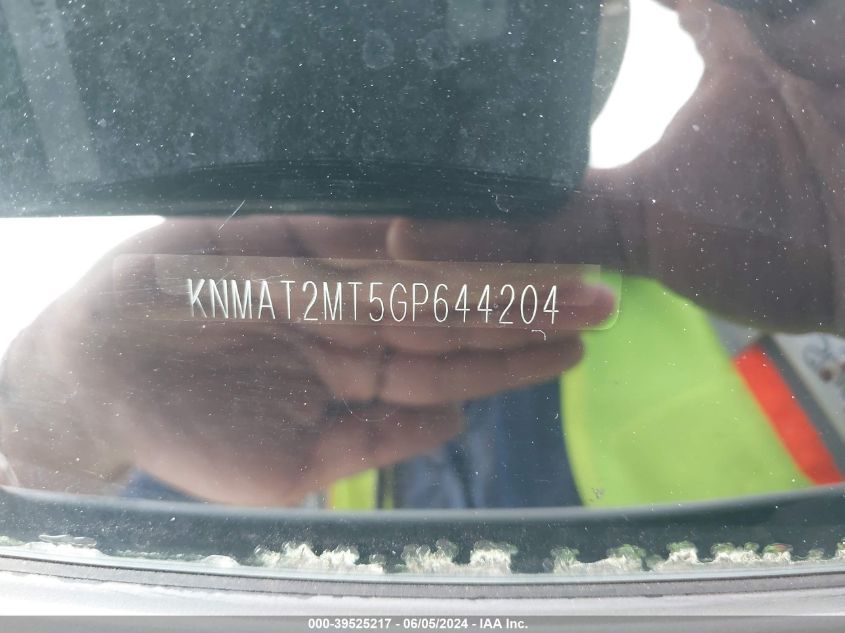 KNMAT2MT5GP644204
000-39525217 - 06/05/2024 - IAA Inc.